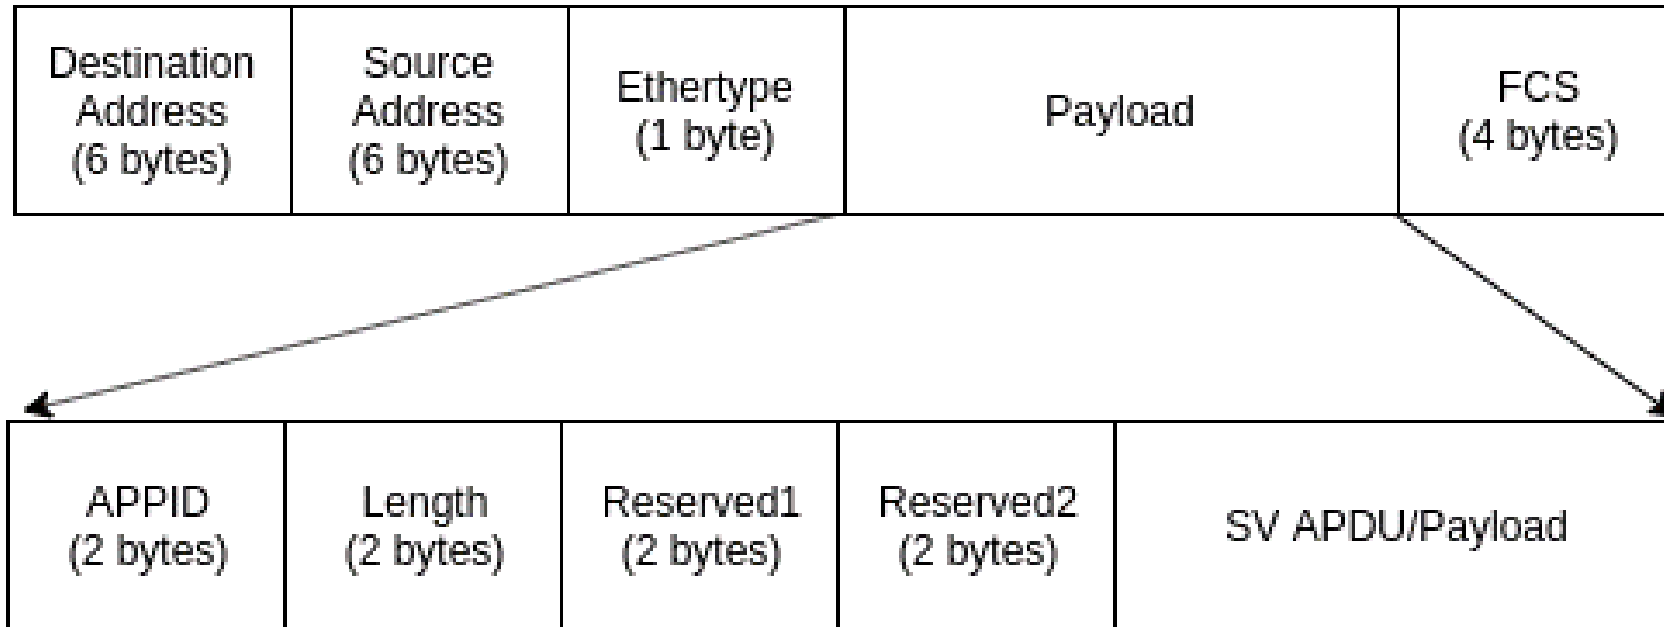 Destination
Address
(6 bytes)
Source
Address
(6 bytes)
Ethertype
(1 byte)
Payload
FCS
(4 bytes)
APPID
(2 bytes)
Length
(2 bytes)
Reserved1
(2 bytes)
Reserved2
(2 bytes)
SV APDU/Payload